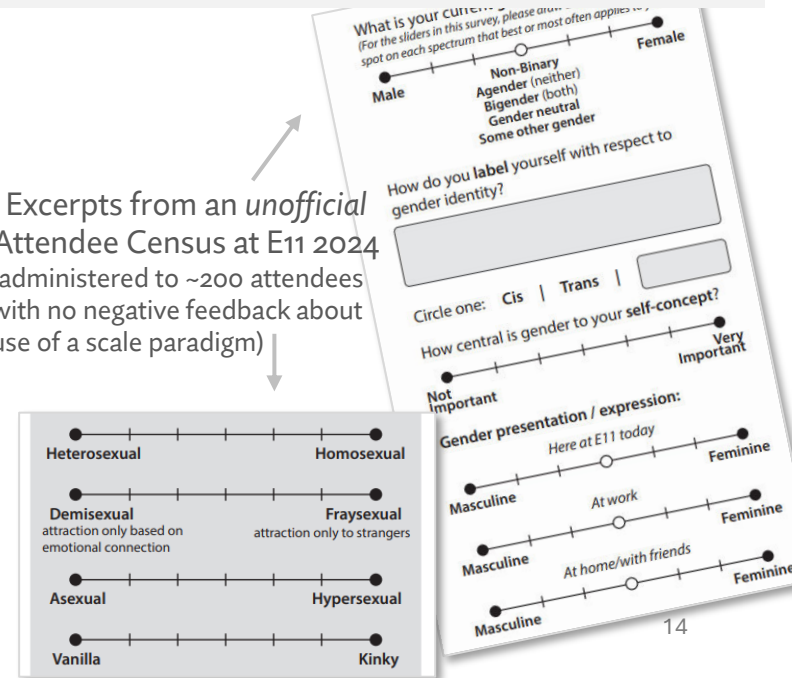 What is your current g
(For the sliders in this survey, please draw
spot on each spectrum that best or most often applies to y
Male
Female
Non-Binary
Agender (neither)
Bigender (both)
Gender neutral
Some other gender
How do you label yourself with respect to
gender identity?
Circle one: Cis | Trans |
How central is gender to your self-concept?
Not
Important
Very
Important
Gender presentation / expression:
Here at E11 today
Masculine
Feminine
At work
Masculine
Feminine
At home/with friends
Masculine
Feminine
Excerpts from an unofficial
Attendee Census at E11 2024
administered to ~200 attendees
with no negative feedback about
use of a scale paradigm)
Heterosexual
Homosexual
Demisexual
attraction only based on
emotional connection
Fraysexual
attraction only to strangers
Asexual
Hypersexual
Vanilla
Kinky
14